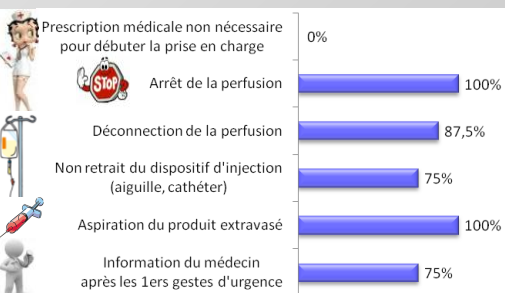 Prescription médicale non nécessaire
pour débuter la prise en charge
0%
STOP
Arrêt de la perfusion
100%
Déconnection de la perfusion
87,5%
Non retrait du dispositif d'injection
(aiguille, cathéter)
75%
Aspiration du produit extravasé
100%
Information du médecin
après les 1ers gestes d'urgence
75%